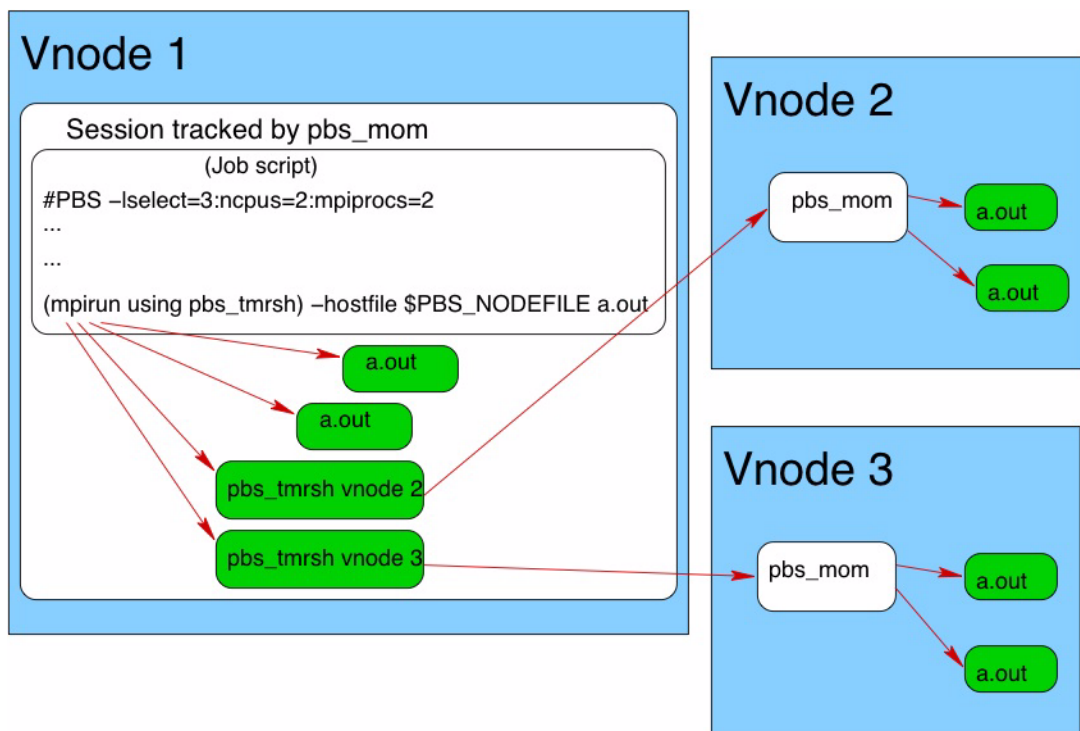 Vnode 1
Session tracked by pbs_mom
(Job script)
#PBS –lselect=3:ncpus=2:mpiprocs=2
...
...
(mpirun using pbs_tmrsh) –hostfile $PBS_NODEFILE a.out
a.out
a.out
pbs_tmrsh vnode 2
pbs_tmrsh vnode 3
Vnode 2
pbs_mom
a.out
a.out
Vnode 3
pbs_mom
a.out
a.out